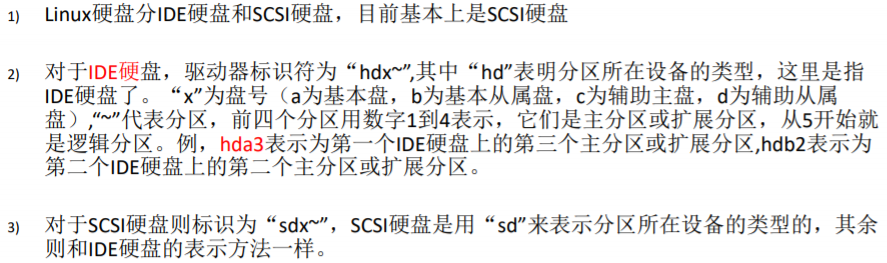 1) Linux硬盘分IDE硬盘和SCSI硬盘，目前基本上是SCSI硬盘
2) 对于IDE硬盘，驱动器标识符为“hdx~”,其中“hd”表明分区所在设备的类型，这里是指
IDE硬盘了。“x”为盘号（a为基本盘，b为基本从属盘，c为辅助主盘，d为辅助从属
盘）,“~”代表分区，前四个分区用数字1到4表示，它们是主分区或扩展分区，从5开始就
是逻辑分区。例，hda3表示为第一个IDE硬盘上的第三个主分区或扩展分区,hdb2表示为
第二个IDE硬盘上的第二个主分区或扩展分区。
3) 对于SCSI硬盘则标识为“sdx~”，SCSI硬盘是用“sd”来表示分区所在设备的类型的，其余
则和IDE硬盘的表示方法一样。